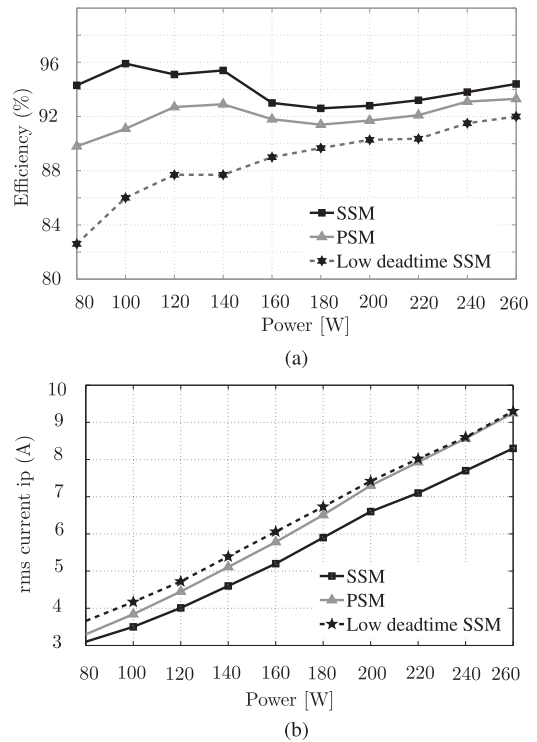 96
92
88
84
80
Efficiency (%)
SSM
PSM
Low deadtime SSM
80 100 120 140 160 180 200 220 240 260
Power [W]
(a)
10
9
8
7
6
5
4
3
rms current ip (A)
SSM
PSM
Low deadtime SSM
80 100 120 140 160 180 200 220 240 260
Power [W]
(b)